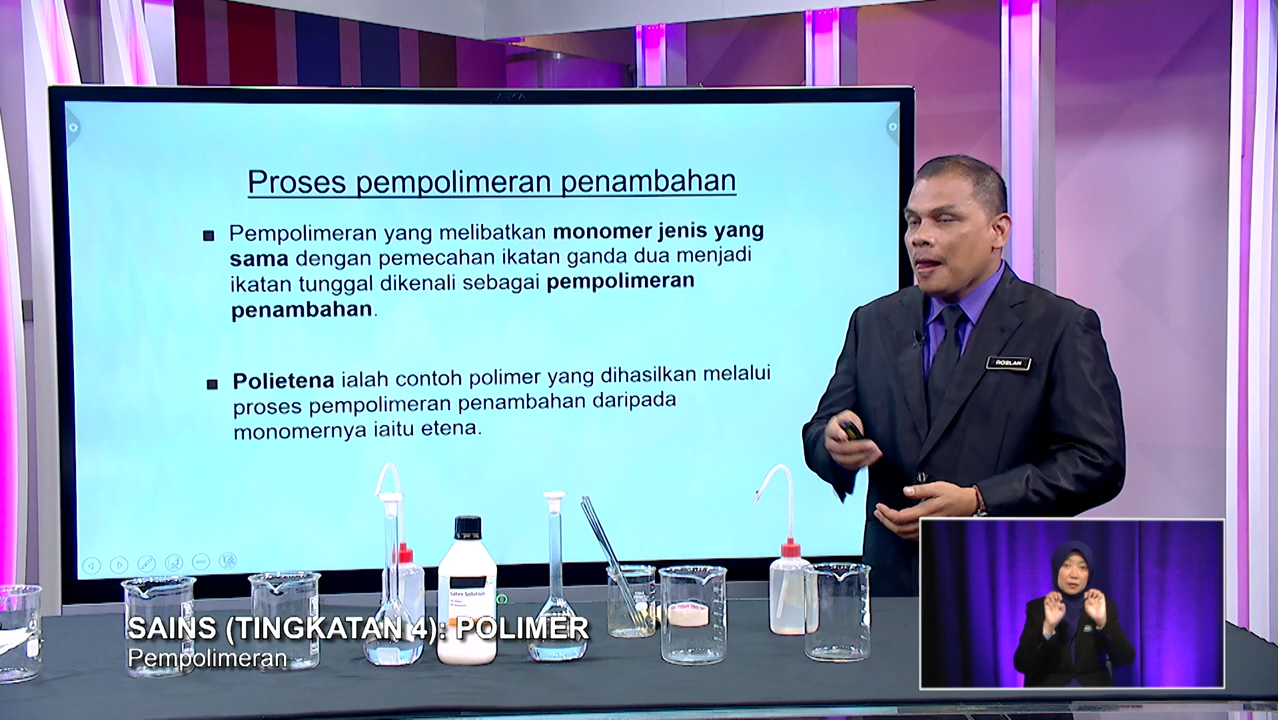 Proses pempolimeran penambahan
Pempolimeran yang melibatkan monomer jenis yang
sama dengan pemecahan ikatan ganda dua menjadi
ikatan tunggal dikenali sebagai pempolimeran
penambahan.
Polietena ialah contoh polimer yang dihasilkan melalui
proses pempolimeran penambahan daripada
monomernya iaitu etena.
ROSLAN
Latex Solution
SAINS (TINGKATAN 4): POLIMER
Pempolimeran